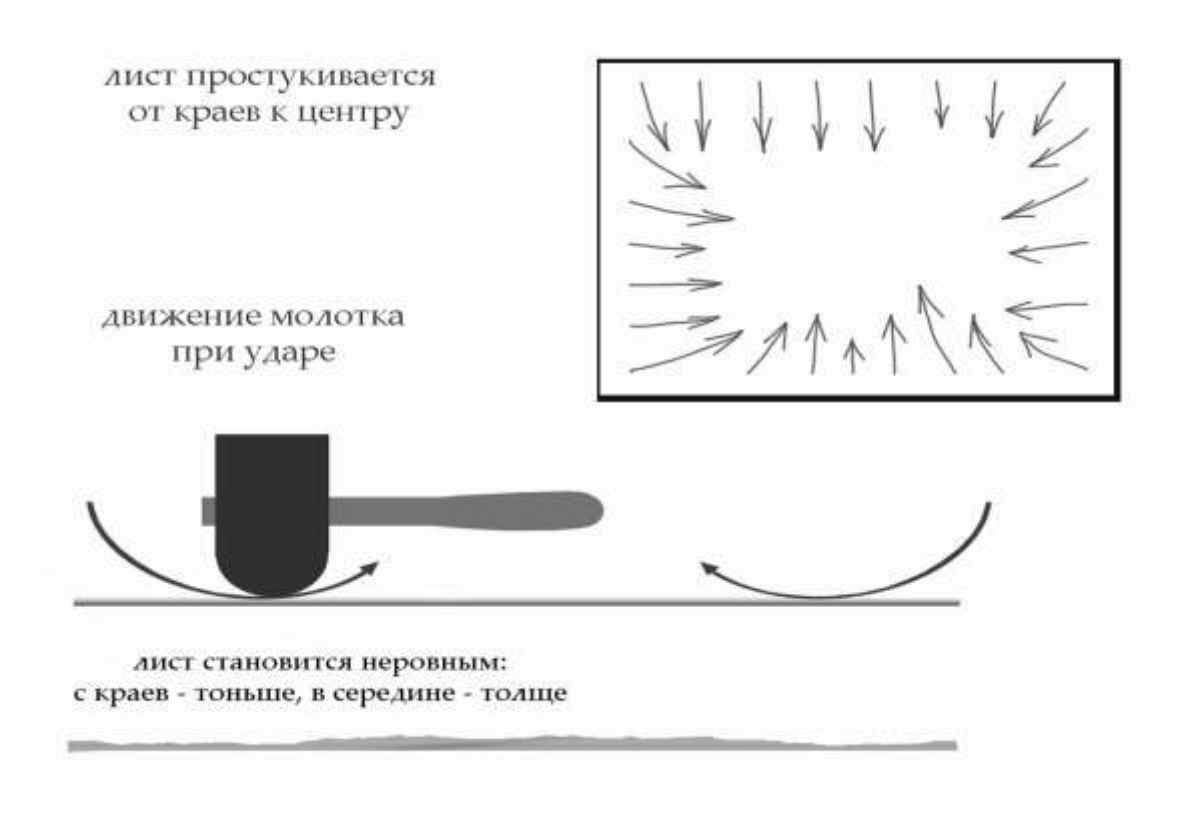 лист простукивается
от краев к центру
движение молотка
при ударе
лист становится неровным:
с краев - тоньше, в середине - толще